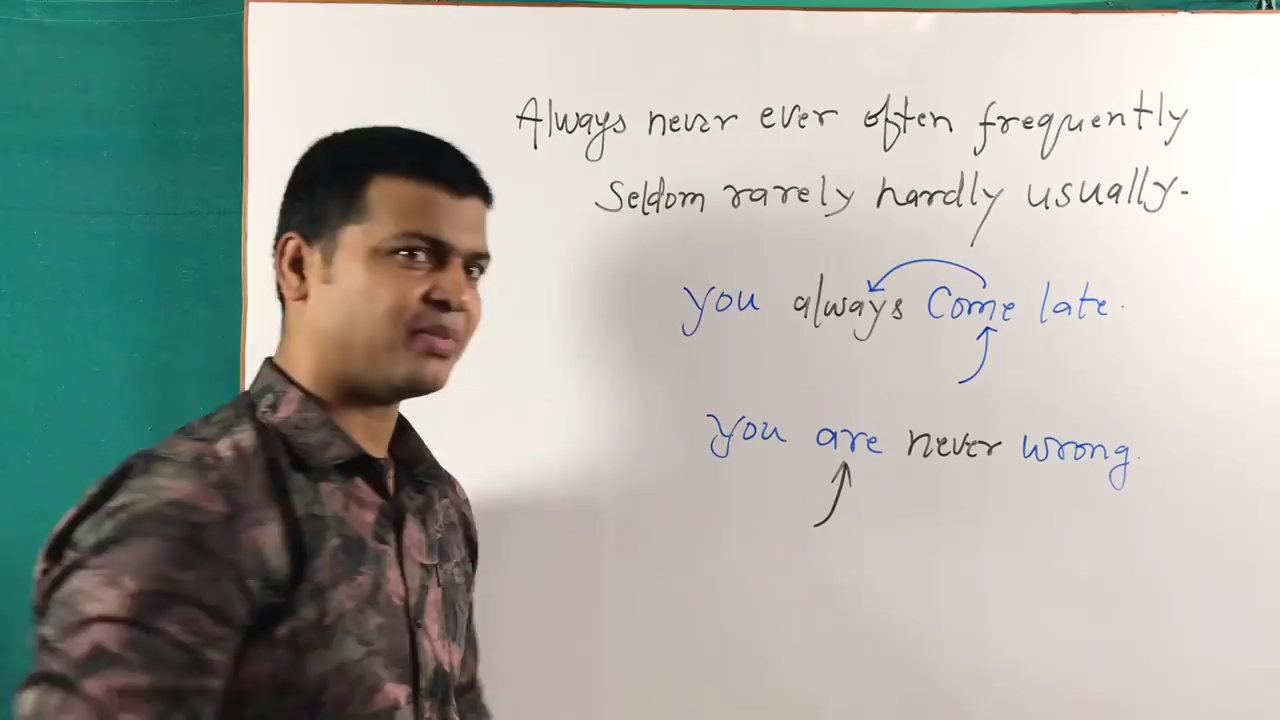 Always never ever often frequently
Seldom rarely hardly usually.
you always Come late.
you are never wrong.